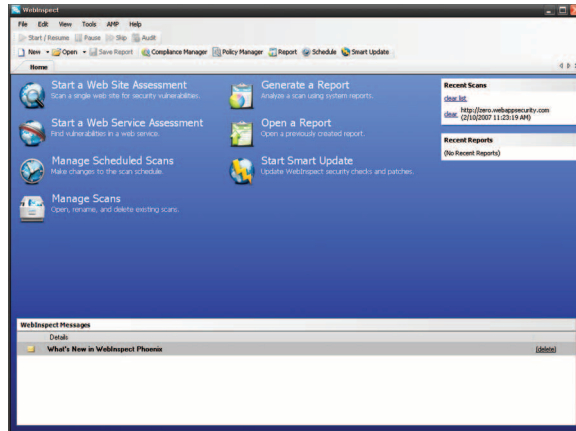 WebInspect
File Edit View Tools AMP Help
Start / Resume Pause Skip Audit
New Open Save Report Compliance Manager Policy Manager Report Schedule Smart Update
Home
Start a Web Site Assessment
Scan a single web site for security vulnerabilities.
Start a Web Service Assessment
Find vulnerabilities in a web service.
Manage Scheduled Scans
Make changes to the scan schedule.
Manage Scans
Open, rename, and delete existing scans.
Generate a Report
Analyze a scan using system reports.
Open a Report
Open a previously created report.
Start Smart Update
Update WebInspect security checks and patches.
Recent Scans
clear list
clear http://zero.webappsecurity.com
(2/10/2007 11:23:19 AM)
Recent Reports
(No Recent Reports)
WebInspect Messages
Details
What's New in WebInspect Phoenix [delete]